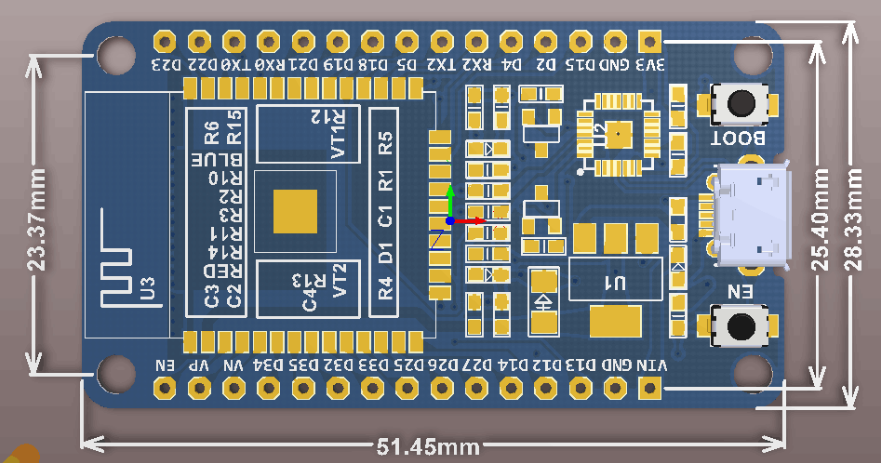 D23 D22 TX0 RX0 D21 D19 D18 D5 TX2 RX2 D4 D2 D15 GND 3V3
R6 R15
BLUE
R10
R2
R3
R11
R14
RED
C3 C2
R12
VT1
R13
C4
VT2
R5
R1
C1
D1
R4
U3
U2
U1
BOOT
EN
EN VP VN D34 D35 D32 D33 D25 D26 D27 D14 D12 D13 GND VIN
23.37mm
25.40mm
28.33mm
51.45mm